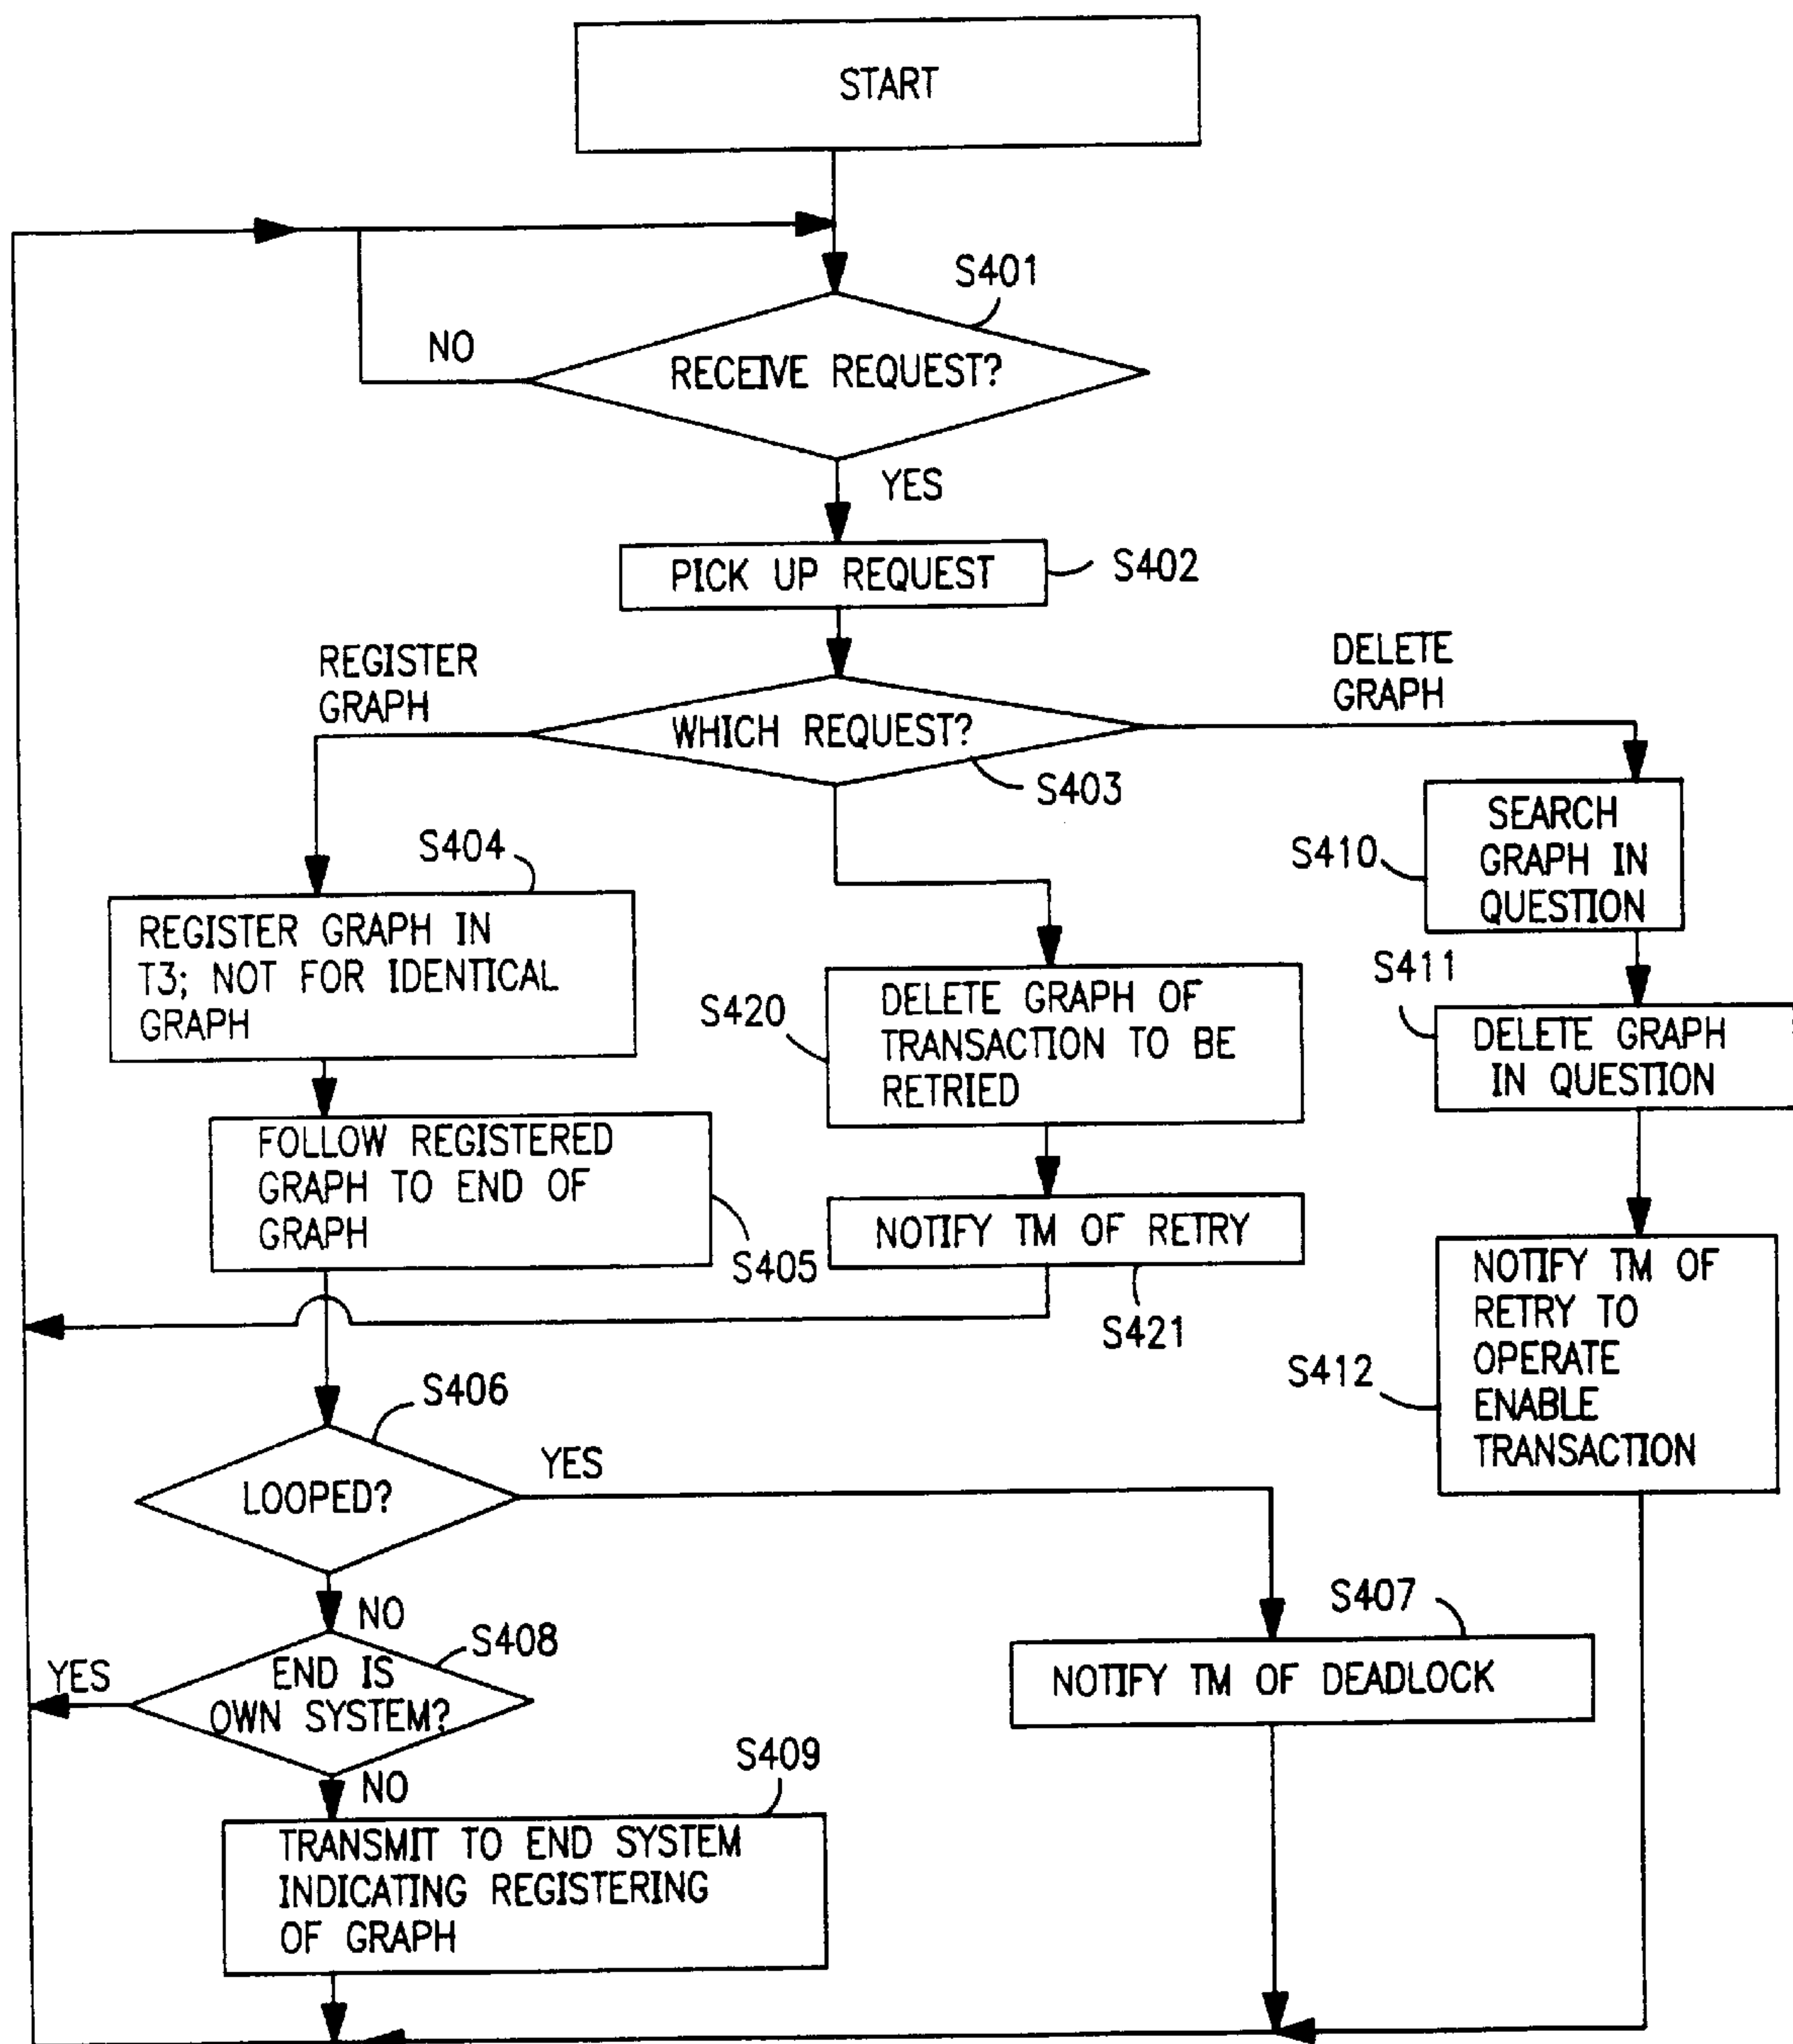 START
S401
NO
RECEIVE REQUEST?
YES
PICK UP REQUEST
S402
REGISTER
GRAPH
DELETE
GRAPH
WHICH REQUEST?
S403
S404
REGISTER GRAPH IN
T3; NOT FOR IDENTICAL
GRAPH
S420
DELETE GRAPH OF
TRANSACTION TO BE
RETRIED
S410
SEARCH
GRAPH IN
QUESTION
S411
DELETE GRAPH
IN QUESTION
FOLLOW REGISTERED
GRAPH TO END OF
GRAPH
S405
NOTIFY TM OF RETRY
S421
NOTIFY TM OF
RETRY TO
OPERATE
ENABLE
TRANSACTION
S412
S406
LOOPED?
YES
NO
S407
NOTIFY TM OF DEADLOCK
S408
YES
END IS
OWN SYSTEM?
NO
S409
TRANSMIT TO END SYSTEM
INDICATING REGISTERING
OF GRAPH